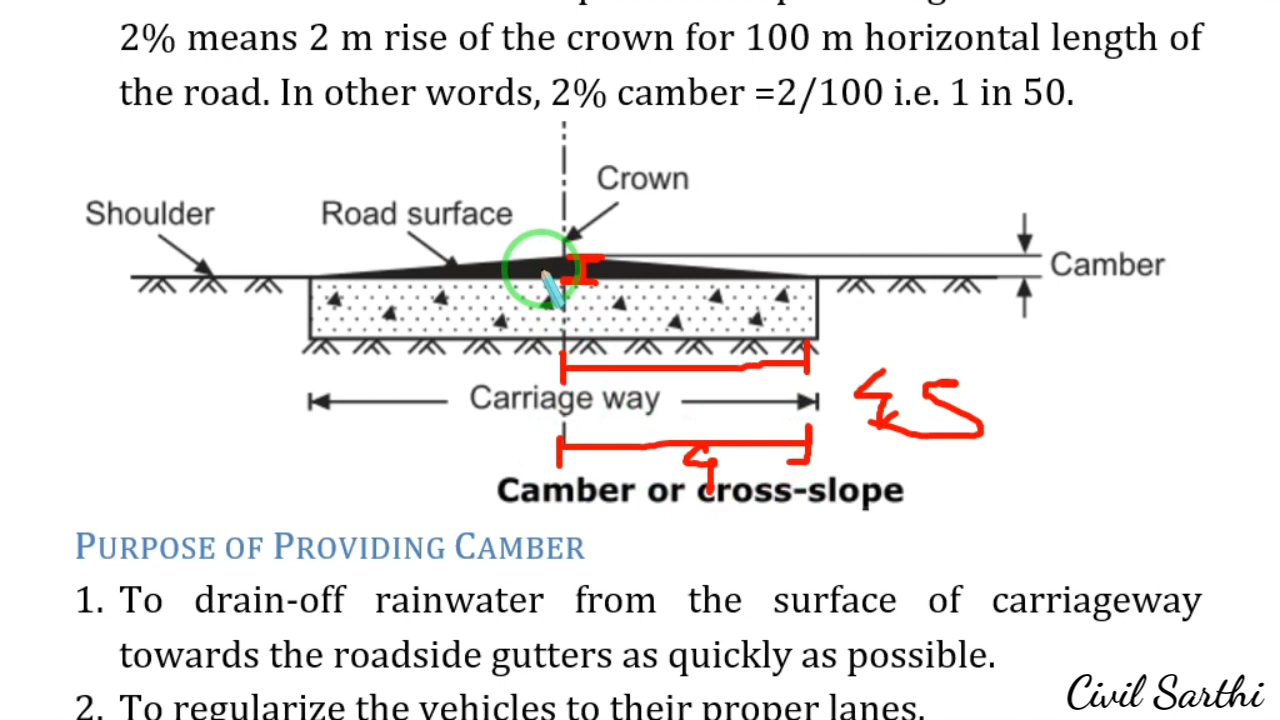 2% means 2 m rise of the crown for 100 m horizontal length of
the road. In other words, 2% camber =2/100 i.e. 1 in 50.
Crown
Shoulder
Road surface
Camber
Carriage way
Camber or cross-slope
PURPOSE OF PROVIDING CAMBER
1. To drain-off rainwater from the surface of carriageway
towards the roadside gutters as quickly as possible.
Civil Sarthi
2. To regularize the vehicles to their proper lanes.